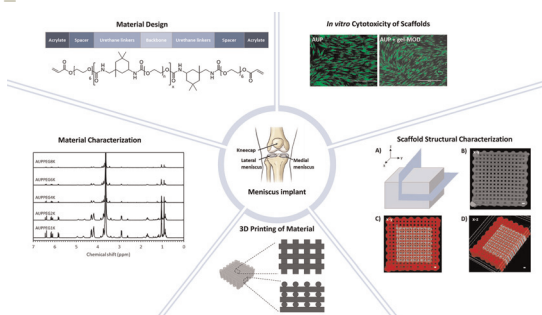 Material Design
Acrylate Spacer Urethane linkers Backbone Urethane linkers Spacer Acrylate
In vitro Cytotoxicity of Scaffolds
AUP
AUP + gel-MOD
Material Characterization
AUPPEG8K
AUPPEG6K
AUPPEG4K
AUPPEG2K
AUPPEG1K
7 6 5 4 3 2 1 0
Chemical shift (ppm)
Kneecap
Lateral
meniscus
Medial
meniscus
Meniscus implant
Scaffold Structural Characterization
A)
B)
C)
D)
x-z
3D Printing of Material